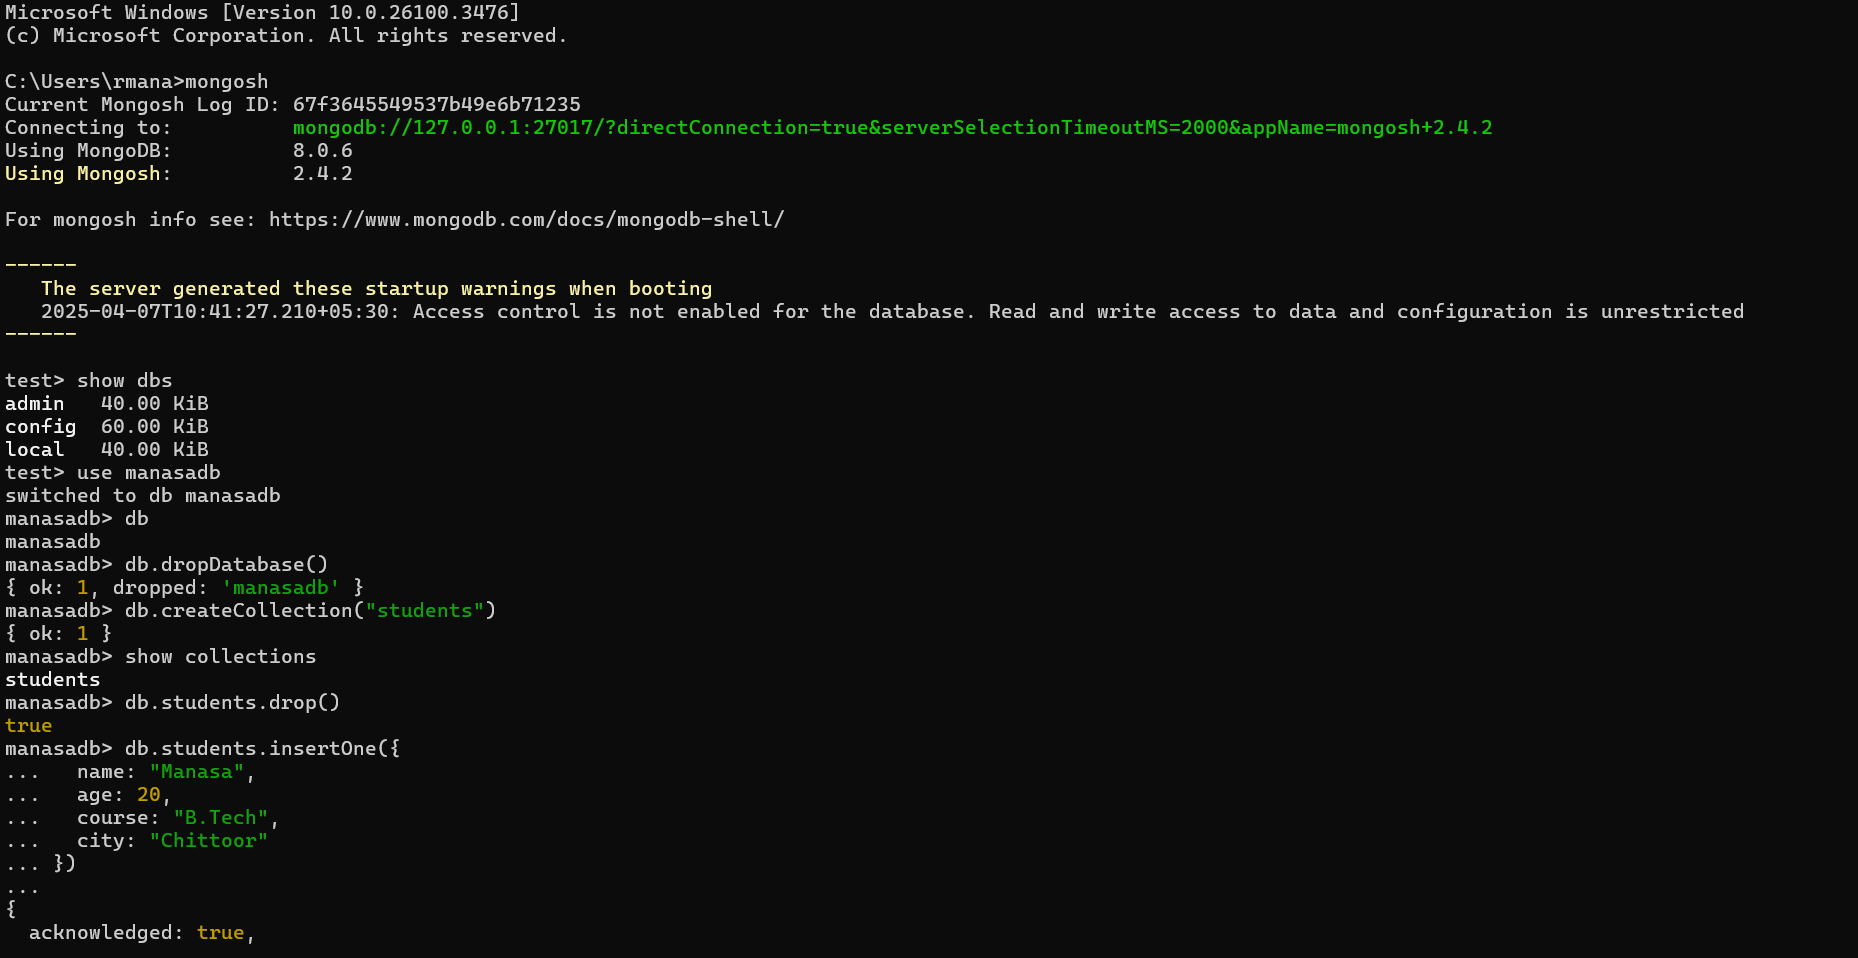 Microsoft Windows [Version 10.0.26100.3476]
(c) Microsoft Corporation. All rights reserved.
C:\Users\rmana>mongosh
Current Mongosh Log ID: 67f3645549537b49e6b71235
Connecting to:          mongodb://127.0.0.1:27017/?directConnection=true&serverSelectionTimeoutMS=2000&appName=mongosh+2.4.2
Using MongoDB:          8.0.6
Using Mongosh:          2.4.2
For mongosh info see: https://www.mongodb.com/docs/mongodb-shell/
------
   The server generated these startup warnings when booting
   2025-04-07T10:41:27.210+05:30: Access control is not enabled for the database. Read and write access to data and configuration is unrestricted
------
test> show dbs
admin   40.00 KiB
config  60.00 KiB
local   40.00 KiB
test> use manasadb
switched to db manasadb
manasadb> db
manasadb
manasadb> db.dropDatabase()
{ ok: 1, dropped: 'manasadb' }
manasadb> db.createCollection("students")
{ ok: 1 }
manasadb> show collections
students
manasadb> db.students.drop()
true
manasadb> db.students.insertOne({
...   name: "Manasa",
...   age: 20,
...   course: "B.Tech",
...   city: "Chittoor"
... })
...
{
  acknowledged: true,